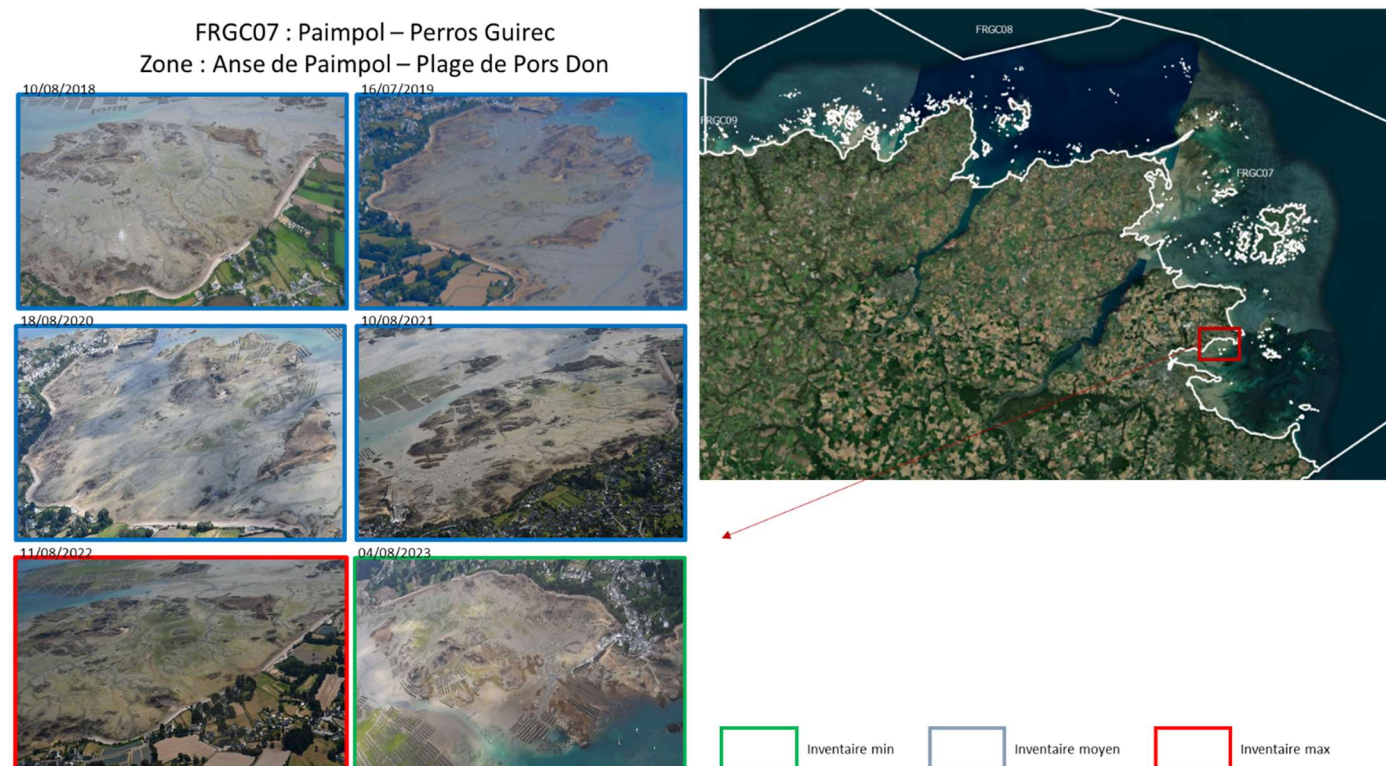 FRGC07 : Paimpol – Perros Guirec
Zone : Anse de Paimpol – Plage de Pors Don
10/08/2018
16/07/2019
18/08/2020
10/08/2021
11/08/2022
04/08/2023
FRGC08
FRGC09
FRGC07
Inventaire min
Inventaire moyen
Inventaire max